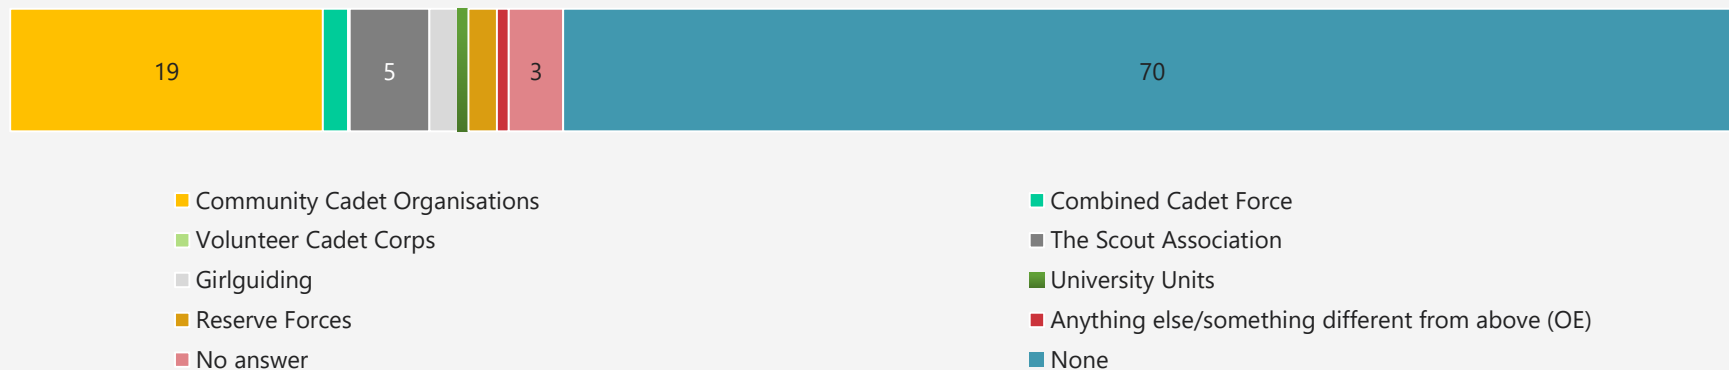 19 5 3 70
Community Cadet Organisations Combined Cadet Force
Volunteer Cadet Corps The Scout Association
Girlguiding University Units
Reserve Forces Anything else/something different from above (OE)
No answer None